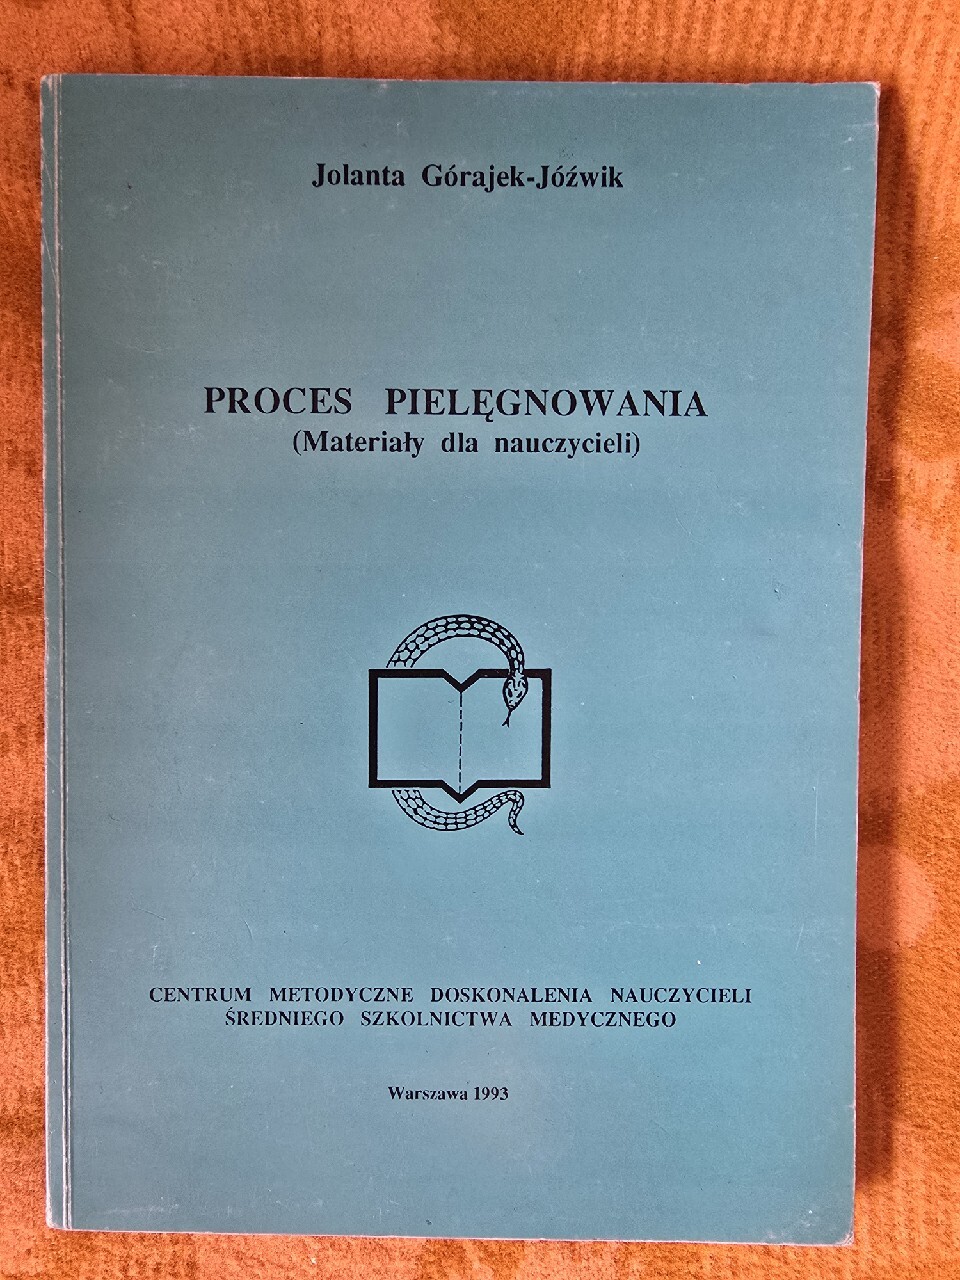 Jolanta Górajek-Jóźwik
PROCES PIELĘGNOWANIA
(Materiały dla nauczycieli)
CENTRUM METODYCZNE DOSKONALENIA NAUCZYCIELI
ŚREDNIEGO SZKOLNICTWA MEDYCZNEGO
Warszawa 1993